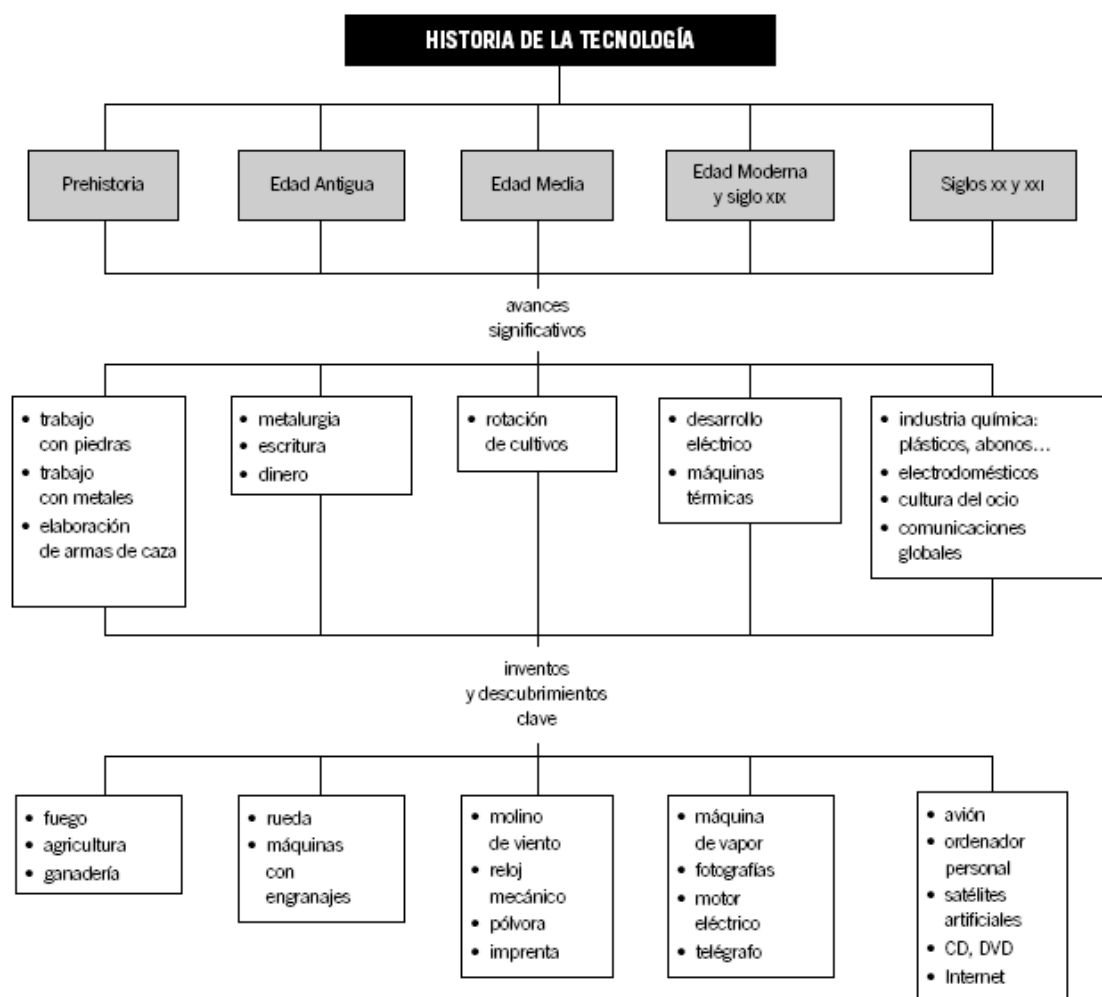 HISTORIA DE LA TECNOLOGÍA
Prehistoria
Edad Antigua
Edad Media
Edad Moderna
y siglo XIX
Siglos XX y XXI
avances
significativos
• trabajo
con piedras
• trabajo
con metales
• elaboración
de armas de caza
• metalurgia
• escritura
• dinero
• rotación
de cultivos
• desarrollo
eléctrico
• máquinas
térmicas
• industria química:
plásticos, abonos...
• electrodomésticos
• cultura del ocio
• comunicaciones
globales
inventos
y descubrimientos
clave
• fuego
• agricultura
• ganadería
• rueda
• máquinas
con
engranajes
• molino
de viento
• reloj
mecánico
• pólvora
• imprenta
• máquina
de vapor
• fotografías
• motor
eléctrico
• telégrafo
• avión
• ordenador
personal
• satélites
artificiales
• CD, DVD
• Internet